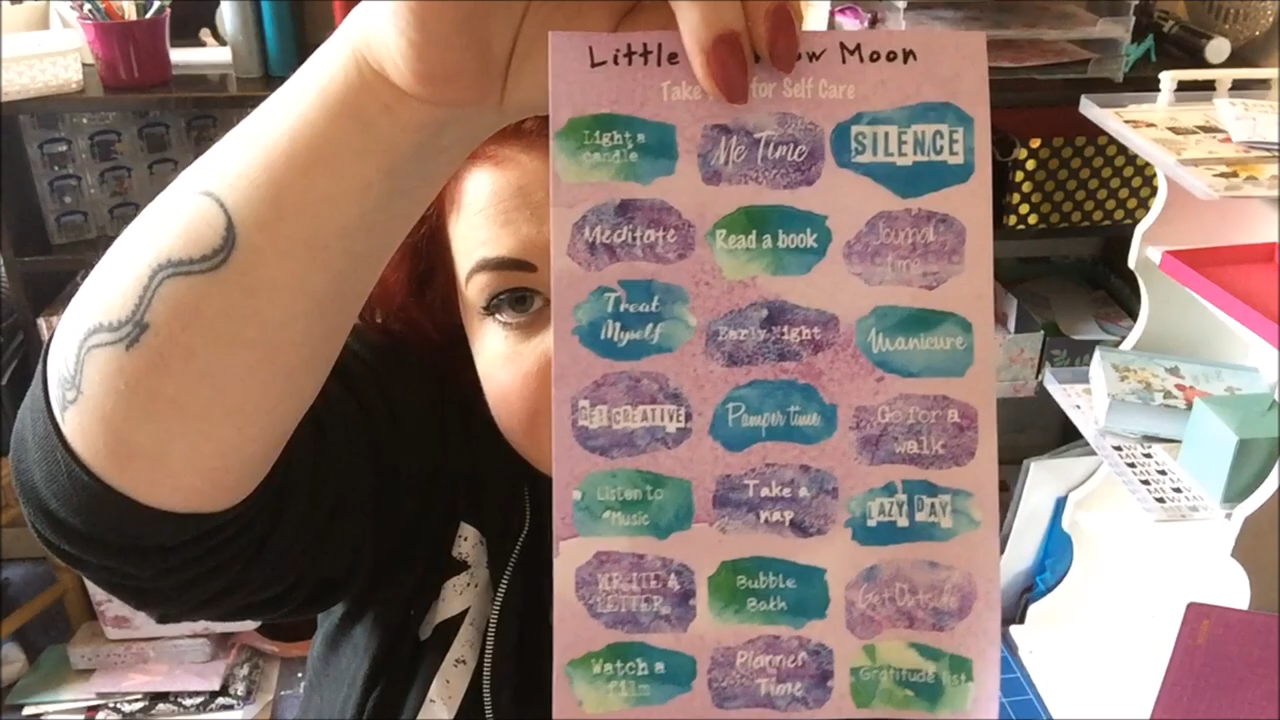 Little Moon
Take for Self Care
Light a
candle
Me Time
SILENCE
Meditate
Read a book
Journal
time
Treat
Myself
Early Night
Manicure
GET CREATIVE
Pamper time
Go for a
walk
Listen to
Music
Take a
nap
LAZY DAY
WRITE A
LETTER
Bubble
Bath
Get Outside
Watch a
film
Planner
Time
Gratitude list